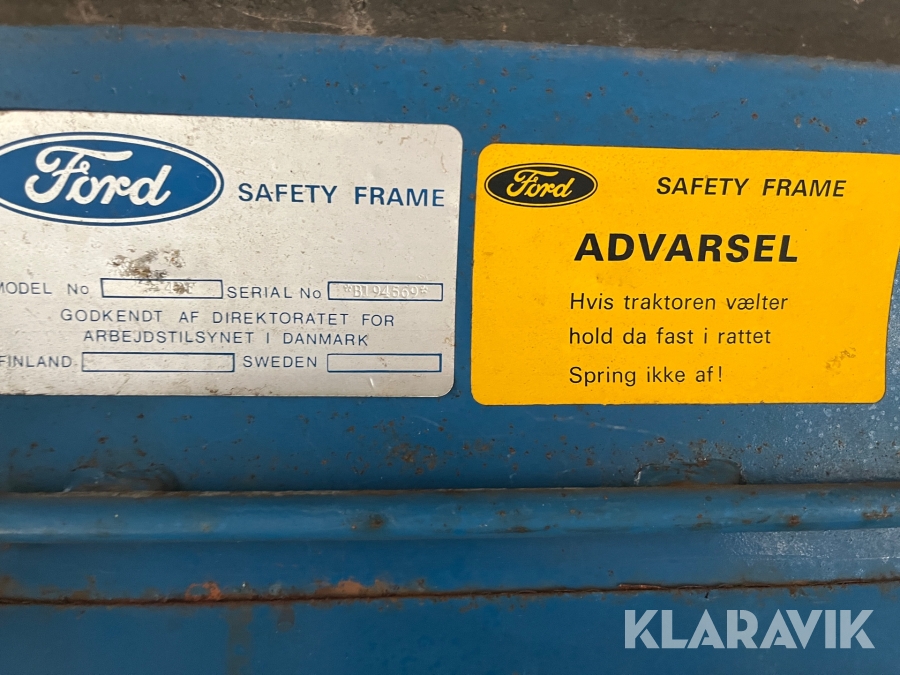 Ford SAFETY FRAME
MODEL No SERIAL No *B194569*
GODKENDT AF DIREKTORATET FOR
ARBEJDSTILSYNET I DANMARK
FINLAND SWEDEN
Ford SAFETY FRAME
ADVARSEL
Hvis traktoren vælter
hold da fast i rattet
Spring ikke af!
KLARAVIK